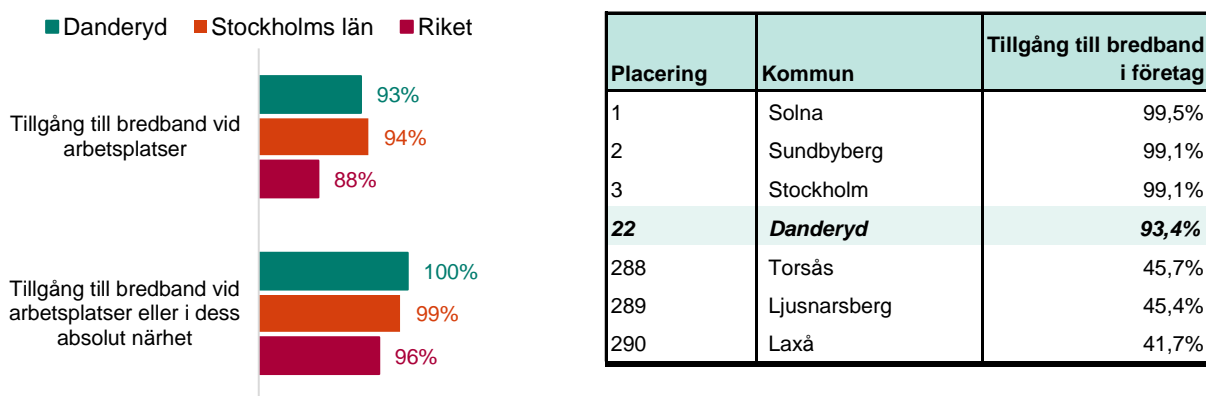 Danderyd Stockholms län Riket
Tillgång till bredband vid
arbetsplatser
93%
94%
88%
Tillgång till bredband vid
arbetsplatser eller i dess
absolut närhet
100%
99%
96%
Placering Kommun Tillgång till bredband
i företag
1 Solna 99,5%
2 Sundbyberg 99,1%
3 Stockholm 99,1%
22 Danderyd 93,4%
288 Torsås 45,7%
289 Ljusnarsberg 45,4%
290 Laxå 41,7%